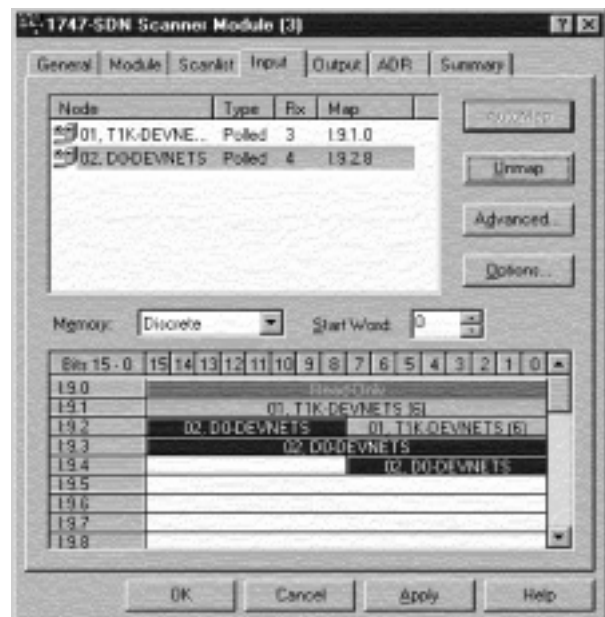 1747-SDN Scanner Module (3)
General Module Scanlist Input Output ADR Summary
Node Type Rx Map
01, T1K-DEVNE... Polled 3 I:9.1.0
02, D0-DEVNETS Polled 4 I:9.2.8
AutoMap
Unmap
Advanced...
Options...
Memory: Discrete Start Word: 0
Bits 15 - 0 15 14 13 12 11 10 9 8 7 6 5 4 3 2 1 0
I:9.0 Read-Only
I:9.1 01, T1K-DEVNETS (6)
I:9.2 02, D0-DEVNETS 01, T1K-DEVNETS (6)
I:9.3 02, D0-DEVNETS
I:9.4 02, D0-DEVNETS
I:9.5
I:9.6
I:9.7
I:9.8
OK Cancel Apply Help